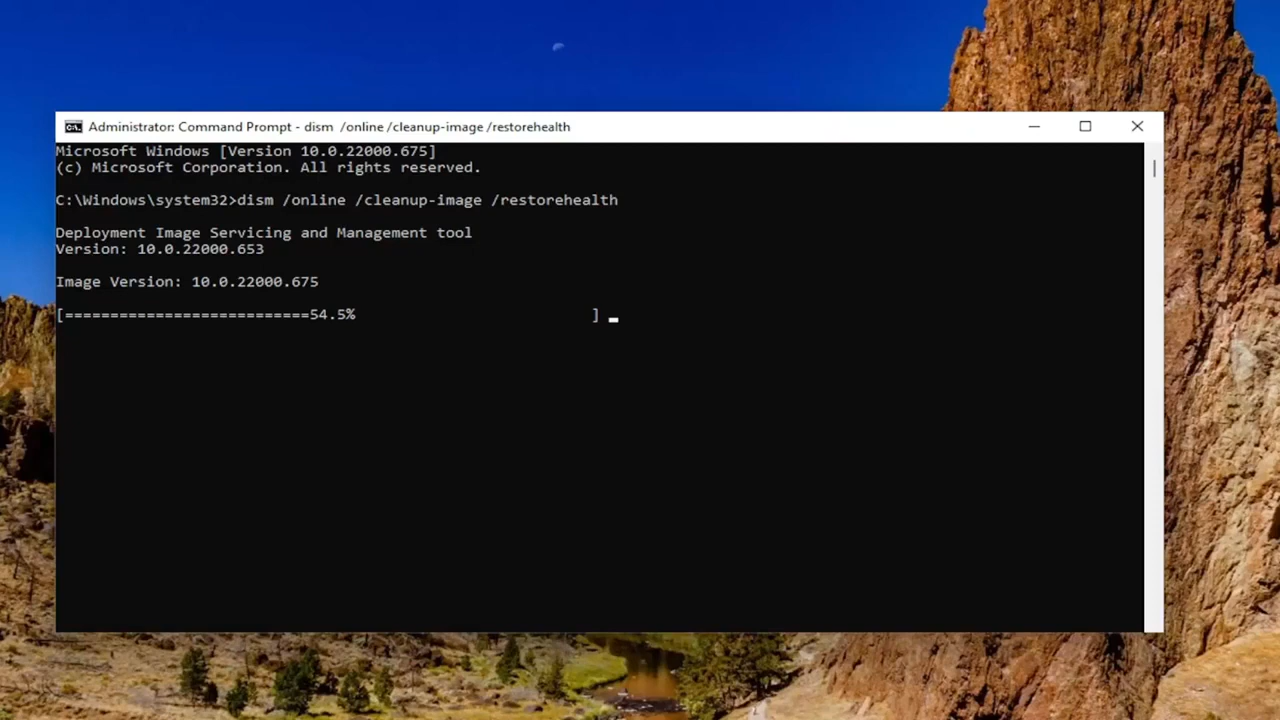 Administrator: Command Prompt - dism  /online /cleanup-image /restorehealth
Microsoft Windows [Version 10.0.22000.675]
(c) Microsoft Corporation. All rights reserved.
C:\Windows\system32>dism /online /cleanup-image /restorehealth
Deployment Image Servicing and Management tool
Version: 10.0.22000.653
Image Version: 10.0.22000.675
[===========================54.5%                          ]